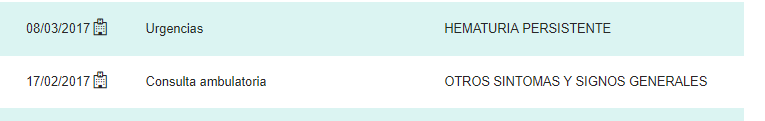 08/03/2017 Urgencias HEMATURIA PERSISTENTE
17/02/2017 Consulta ambulatoria OTROS SINTOMAS Y SIGNOS GENERALES